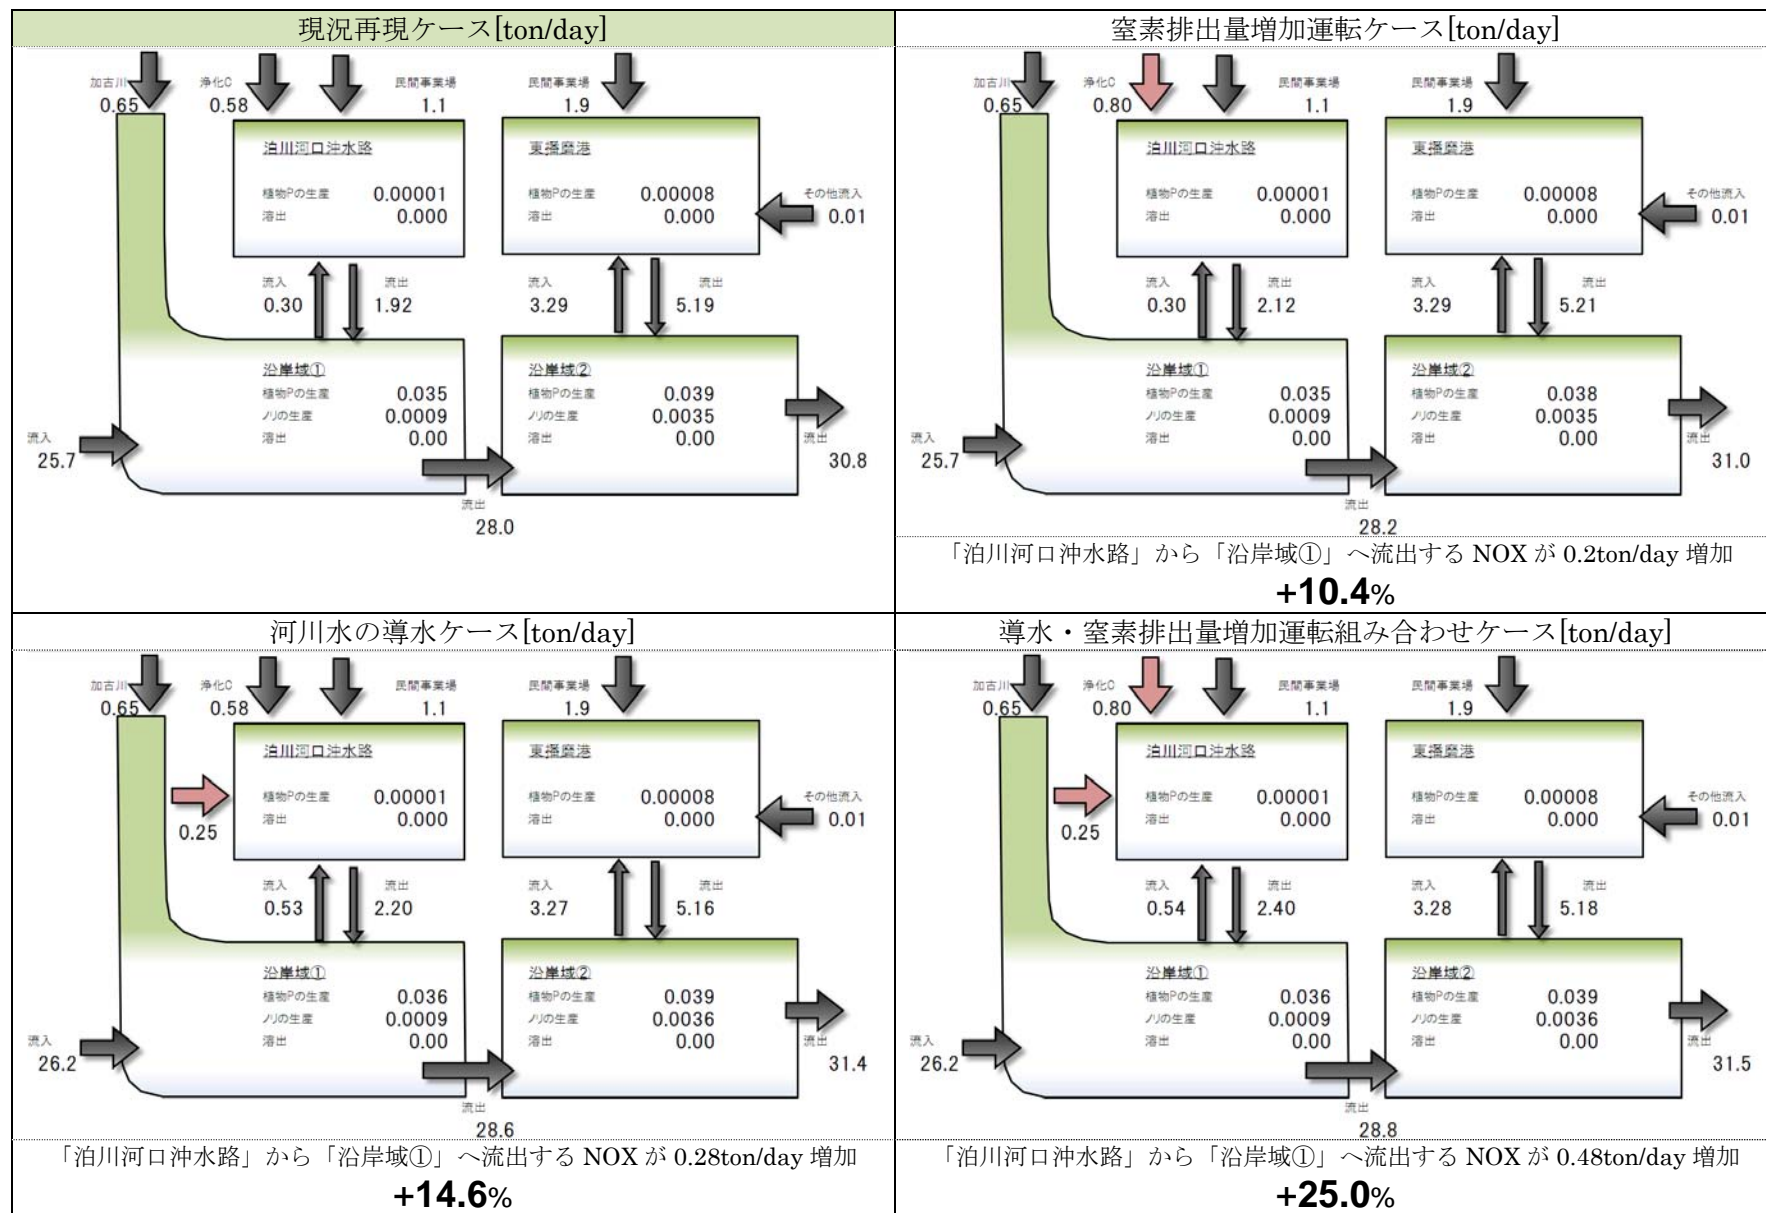 現況再現ケース[ton/day]
加古川
0.65
浄化C
0.58
民間事業場
1.1
民間事業場
1.9
泊川河口沖水路
植物Pの生産 0.00001
溶出 0.000
東播磨港
植物Pの生産 0.00008
溶出 0.000
その他流入
0.01
流入
0.30
流出
1.92
流入
3.29
流出
5.19
沿岸域①
植物Pの生産 0.035
ノリの生産 0.0009
溶出 0.00
沿岸域②
植物Pの生産 0.039
ノリの生産 0.0035
溶出 0.00
流入
25.7
流出
30.8
流出
28.0
窒素排出量増加運転ケース[ton/day]
加古川
0.65
浄化C
0.80
民間事業場
1.1
民間事業場
1.9
泊川河口沖水路
植物Pの生産 0.00001
溶出 0.000
東播磨港
植物Pの生産 0.00008
溶出 0.000
その他流入
0.01
流入
0.30
流出
2.12
流入
3.29
流出
5.21
沿岸域①
植物Pの生産 0.035
ノリの生産 0.0009
溶出 0.00
沿岸域②
植物Pの生産 0.038
ノリの生産 0.0035
溶出 0.00
流入
25.7
流出
31.0
流出
28.2
「泊川河口沖水路」から「沿岸域①」へ流出する NOX が 0.2ton/day 増加
+10.4%
河川水の導水ケース[ton/day]
加古川
0.65
浄化C
0.58
民間事業場
1.1
民間事業場
1.9
0.25
泊川河口沖水路
植物Pの生産 0.00001
溶出 0.000
東播磨港
植物Pの生産 0.00008
溶出 0.000
その他流入
0.01
流入
0.53
流出
2.20
流入
3.27
流出
5.16
沿岸域①
植物Pの生産 0.036
ノリの生産 0.0009
溶出 0.00
沿岸域②
植物Pの生産 0.039
ノリの生産 0.0036
溶出 0.00
流入
26.2
流出
31.4
流出
28.6
「泊川河口沖水路」から「沿岸域①」へ流出する NOX が 0.28ton/day 増加
+14.6%
導水・窒素排出量増加運転組み合わせケース[ton/day]
加古川
0.65
浄化C
0.80
民間事業場
1.1
民間事業場
1.9
0.25
泊川河口沖水路
植物Pの生産 0.00001
溶出 0.000
東播磨港
植物Pの生産 0.00008
溶出 0.000
その他流入
0.01
流入
0.54
流出
2.40
流入
3.28
流出
5.18
沿岸域①
植物Pの生産 0.036
ノリの生産 0.0009
溶出 0.00
沿岸域②
植物Pの生産 0.039
ノリの生産 0.0036
溶出 0.00
流入
26.2
流出
31.5
流出
28.8
「泊川河口沖水路」から「沿岸域①」へ流出する NOX が 0.48ton/day 増加
+25.0%